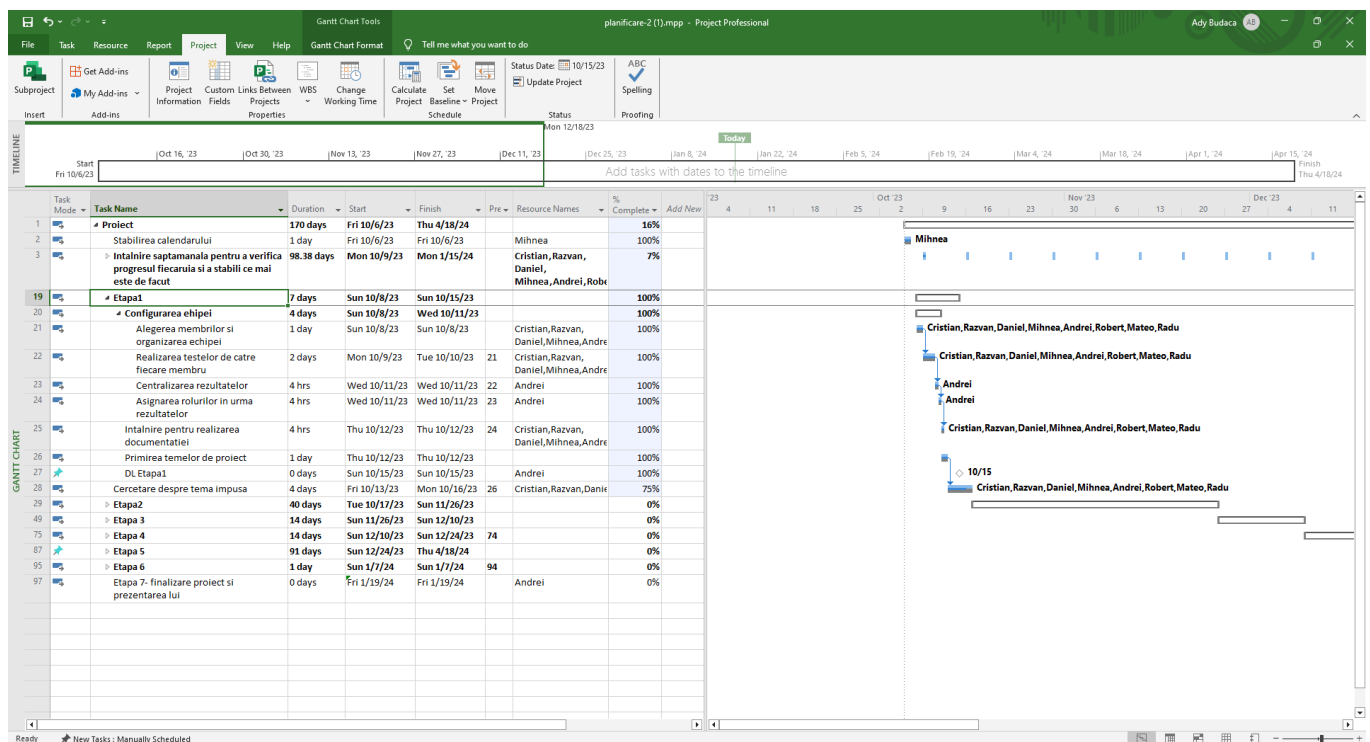 Gantt Chart Tools
planificare-2 (1).mpp - Project Professional
Ady Budaca AB
File Task Resource Report Project View Help Gantt Chart Format Tell me what you want to do
Subproject
Get Add-ins
My Add-ins
Project Information
Custom Fields
Links Between Projects
WBS
Change Working Time
Calculate Project
Set Baseline
Move Project
Status Date: 10/15/23
Update Project
ABC
Spelling
Insert Add-ins Properties Schedule Status Proofing
TIMELINE
Mon 12/18/23
Today
Oct 16, '23 Oct 30, '23 Nov 13, '23 Nov 27, '23 Dec 11, '23 Dec 25, '23 Jan 8, '24 Jan 22, '24 Feb 5, '24 Feb 19, '24 Mar 4, '24 Mar 18, '24 Apr 1, '24 Apr 15, '24
Start
Fri 10/6/23
Add tasks with dates to the timeline
Finish
Thu 4/18/24
Task Mode Task Name Duration Start Finish Pre Resource Names % Complete Add New
'23 Oct '23 Nov '23 Dec '23
4 11 18 25 2 9 16 23 30 6 13 20 27 4 11
1 Proiect 170 days Fri 10/6/23 Thu 4/18/24 16%
2 Stabilirea calendarului 1 day Fri 10/6/23 Fri 10/6/23 Mihnea 100%
Mihnea
3 Intalnire saptamanala pentru a verifica 98.38 days Mon 10/9/23 Mon 1/15/24 Cristian,Razvan, 7%
progresul fiecaruia si a stabili ce mai Daniel,
este de facut Mihnea,Andrei,Robe
19 Etapa1 7 days Sun 10/8/23 Sun 10/15/23 100%
20 Configurarea ehipei 4 days Sun 10/8/23 Wed 10/11/23 100%
21 Alegerea membrilor si 1 day Sun 10/8/23 Sun 10/8/23 Cristian,Razvan, 100%
organizarea echipei Daniel,Mihnea,Andre
Cristian,Razvan,Daniel,Mihnea,Andrei,Robert,Mateo,Radu
22 Realizarea testelor de catre 2 days Mon 10/9/23 Tue 10/10/23 21 Cristian,Razvan, 100%
fiecare membru Daniel,Mihnea,Andre
Cristian,Razvan,Daniel,Mihnea,Andrei,Robert,Mateo,Radu
23 Centralizarea rezultatelor 4 hrs Wed 10/11/23 Wed 10/11/23 22 Andrei 100%
Andrei
24 Asignarea rolurilor in urma 4 hrs Wed 10/11/23 Wed 10/11/23 23 Andrei 100%
rezultatelor
Andrei
25 Intalnire pentru realizarea 4 hrs Thu 10/12/23 Thu 10/12/23 24 Cristian,Razvan, 100%
documentatiei Daniel,Mihnea,Andre
Cristian,Razvan,Daniel,Mihnea,Andrei,Robert,Mateo,Radu
26 Primirea temelor de proiect 1 day Thu 10/12/23 Thu 10/12/23 100%
27 DL Etapa1 0 days Sun 10/15/23 Sun 10/15/23 Andrei 100%
10/15
28 Cercetare despre tema impusa 4 days Fri 10/13/23 Mon 10/16/23 26 Cristian,Razvan,Danie 75%
Cristian,Razvan,Daniel,Mihnea,Andrei,Robert,Mateo,Radu
29 Etapa2 40 days Tue 10/17/23 Sun 11/26/23 0%
49 Etapa 3 14 days Sun 11/26/23 Sun 12/10/23 0%
75 Etapa 4 14 days Sun 12/10/23 Sun 12/24/23 74 0%
87 Etapa 5 91 days Sun 12/24/23 Thu 4/18/24 0%
95 Etapa 6 1 day Sun 1/7/24 Sun 1/7/24 94 0%
97 Etapa 7- finalizare proiect si 0 days Fri 1/19/24 Fri 1/19/24 Andrei 0%
prezentarea lui
GANTT CHART
Ready New Tasks : Manually Scheduled